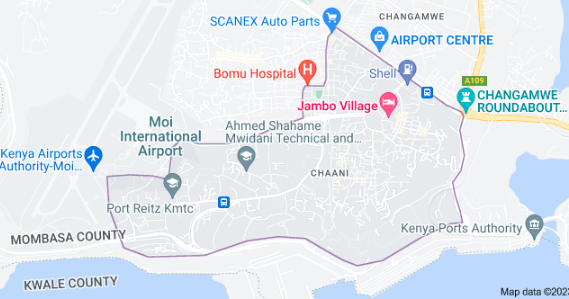 CHANGAMWE
SCANEX Auto Parts
AIRPORT CENTRE
Bomu Hospital
Shell
A109
Jambo Village
CHANGAMWE
ROUNDABOUT...
Moi
International
Airport
Ahmed Shahame
Mwidani Technical and...
Kenya Airports
Authority-Moi...
CHAANI
Port Reitz Kmtc
Kenya Ports Authority
MOMBASA COUNTY
KWALE COUNTY
Map data ©2023